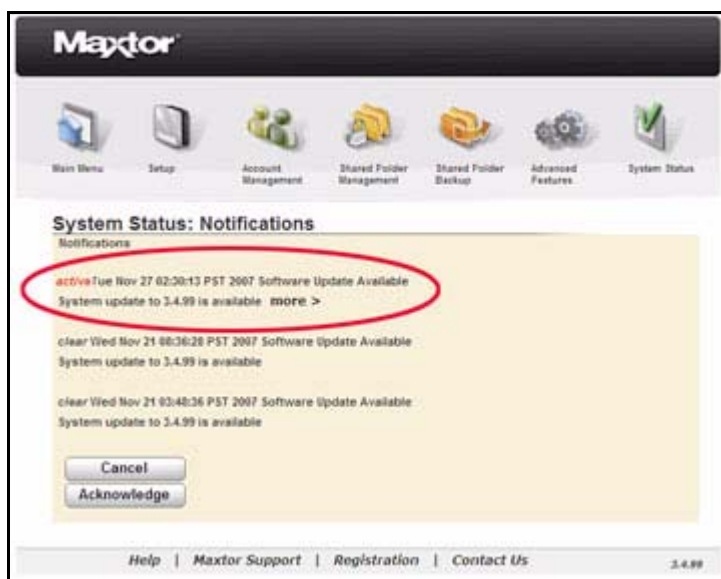 Maxtor
Main Menu
Setup
Account Management
Shared Folder Management
Shared Folder Backup
Advanced Features
System Status
System Status: Notifications
Notifications
active Tue Nov 27 02:30:13 PST 2007 Software Update Available
System update to 3.4.99 is available more >
clear Wed Nov 21 08:36:28 PST 2007 Software Update Available
System update to 3.4.99 is available
clear Wed Nov 21 03:48:36 PST 2007 Software Update Available
System update to 3.4.99 is available
Cancel
Acknowledge
Help | Maxtor Support | Registration | Contact Us
3.4.99